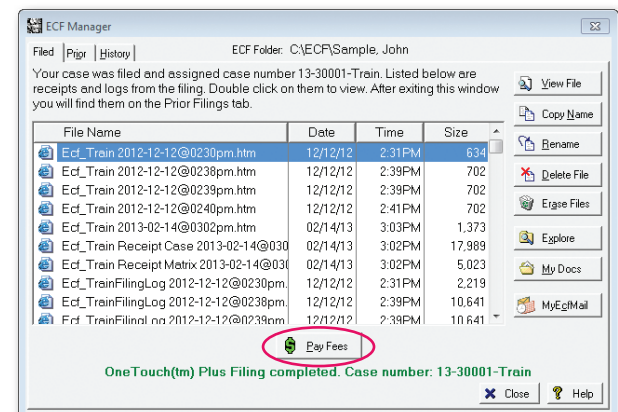 ECF Manager
Filed Prior History ECF Folder: C:\ECF\Sample, John
Your case was filed and assigned case number 13-30001-Train. Listed below are
receipts and logs from the filing. Double click on them to view. After exiting this window
you will find them on the Prior Filings tab.
File Name Date Time Size
Ecf_Train 2012-12-12@0230pm.htm 12/12/12 2:31PM 634
Ecf_Train 2012-12-12@0238pm.htm 12/12/12 2:39PM 702
Ecf_Train 2012-12-12@0239pm.htm 12/12/12 2:39PM 702
Ecf_Train 2012-12-12@0240pm.htm 12/12/12 2:41PM 702
Ecf_Train 2013-02-14@0302pm.htm 02/14/13 3:03PM 1,373
Ecf_Train Receipt Case 2013-02-14@030 02/14/13 3:02PM 17,989
Ecf_Train Receipt Matrix 2013-02-14@030 02/14/13 3:02PM 5,023
Ecf_TrainFilingLog 2012-12-12@0230pm. 12/12/12 2:31PM 2,219
Ecf_TrainFilingLog 2012-12-12@0238pm. 12/12/12 2:39PM 10,641
Ecf_TrainFilingLog 2012-12-12@0239pm 12/12/12 2:39PM 10,641
View File
Copy Name
Rename
Delete File
Erase Files
Explore
My Docs
MyEcfMail
Pay Fees
OneTouch(tm) Plus Filing completed. Case number: 13-30001-Train
Close Help